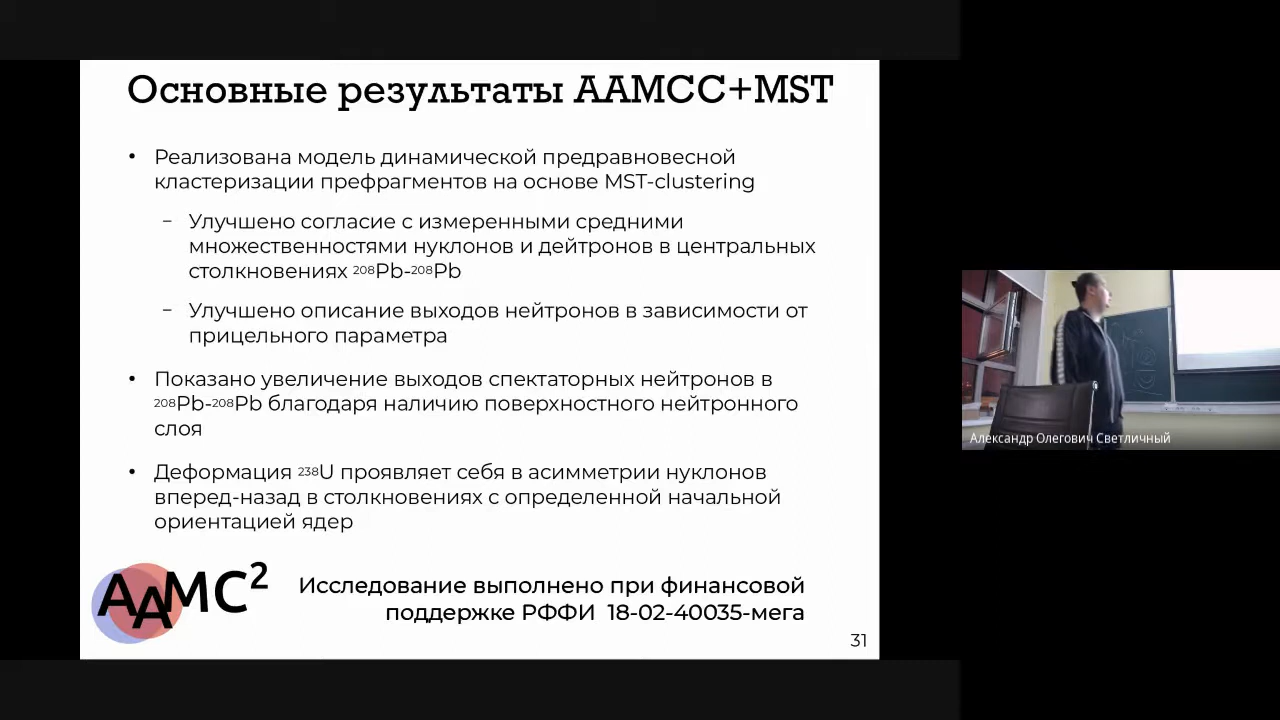 Основные результаты AAMCC+MST
• Реализована модель динамической предравновесной
кластеризации префрагментов на основе MST-clustering
– Улучшено согласие с измеренными средними
множественностями нуклонов и дейтронов в центральных
столкновениях ²⁰⁸Pb-²⁰⁸Pb
– Улучшено описание выходов нейтронов в зависимости от
прицельного параметра
• Показано увеличение выходов спектаторных нейтронов в
²⁰⁸Pb-²⁰⁸Pb благодаря наличию поверхностного нейтронного
слоя
• Деформация ²³⁸U проявляет себя в асимметрии нуклонов
вперед-назад в столкновениях с определенной начальной
ориентацией ядер
AAMC²
Исследование выполнено при финансовой
поддержке РФФИ 18-02-40035-мега
31
Александр Олегович Светличный